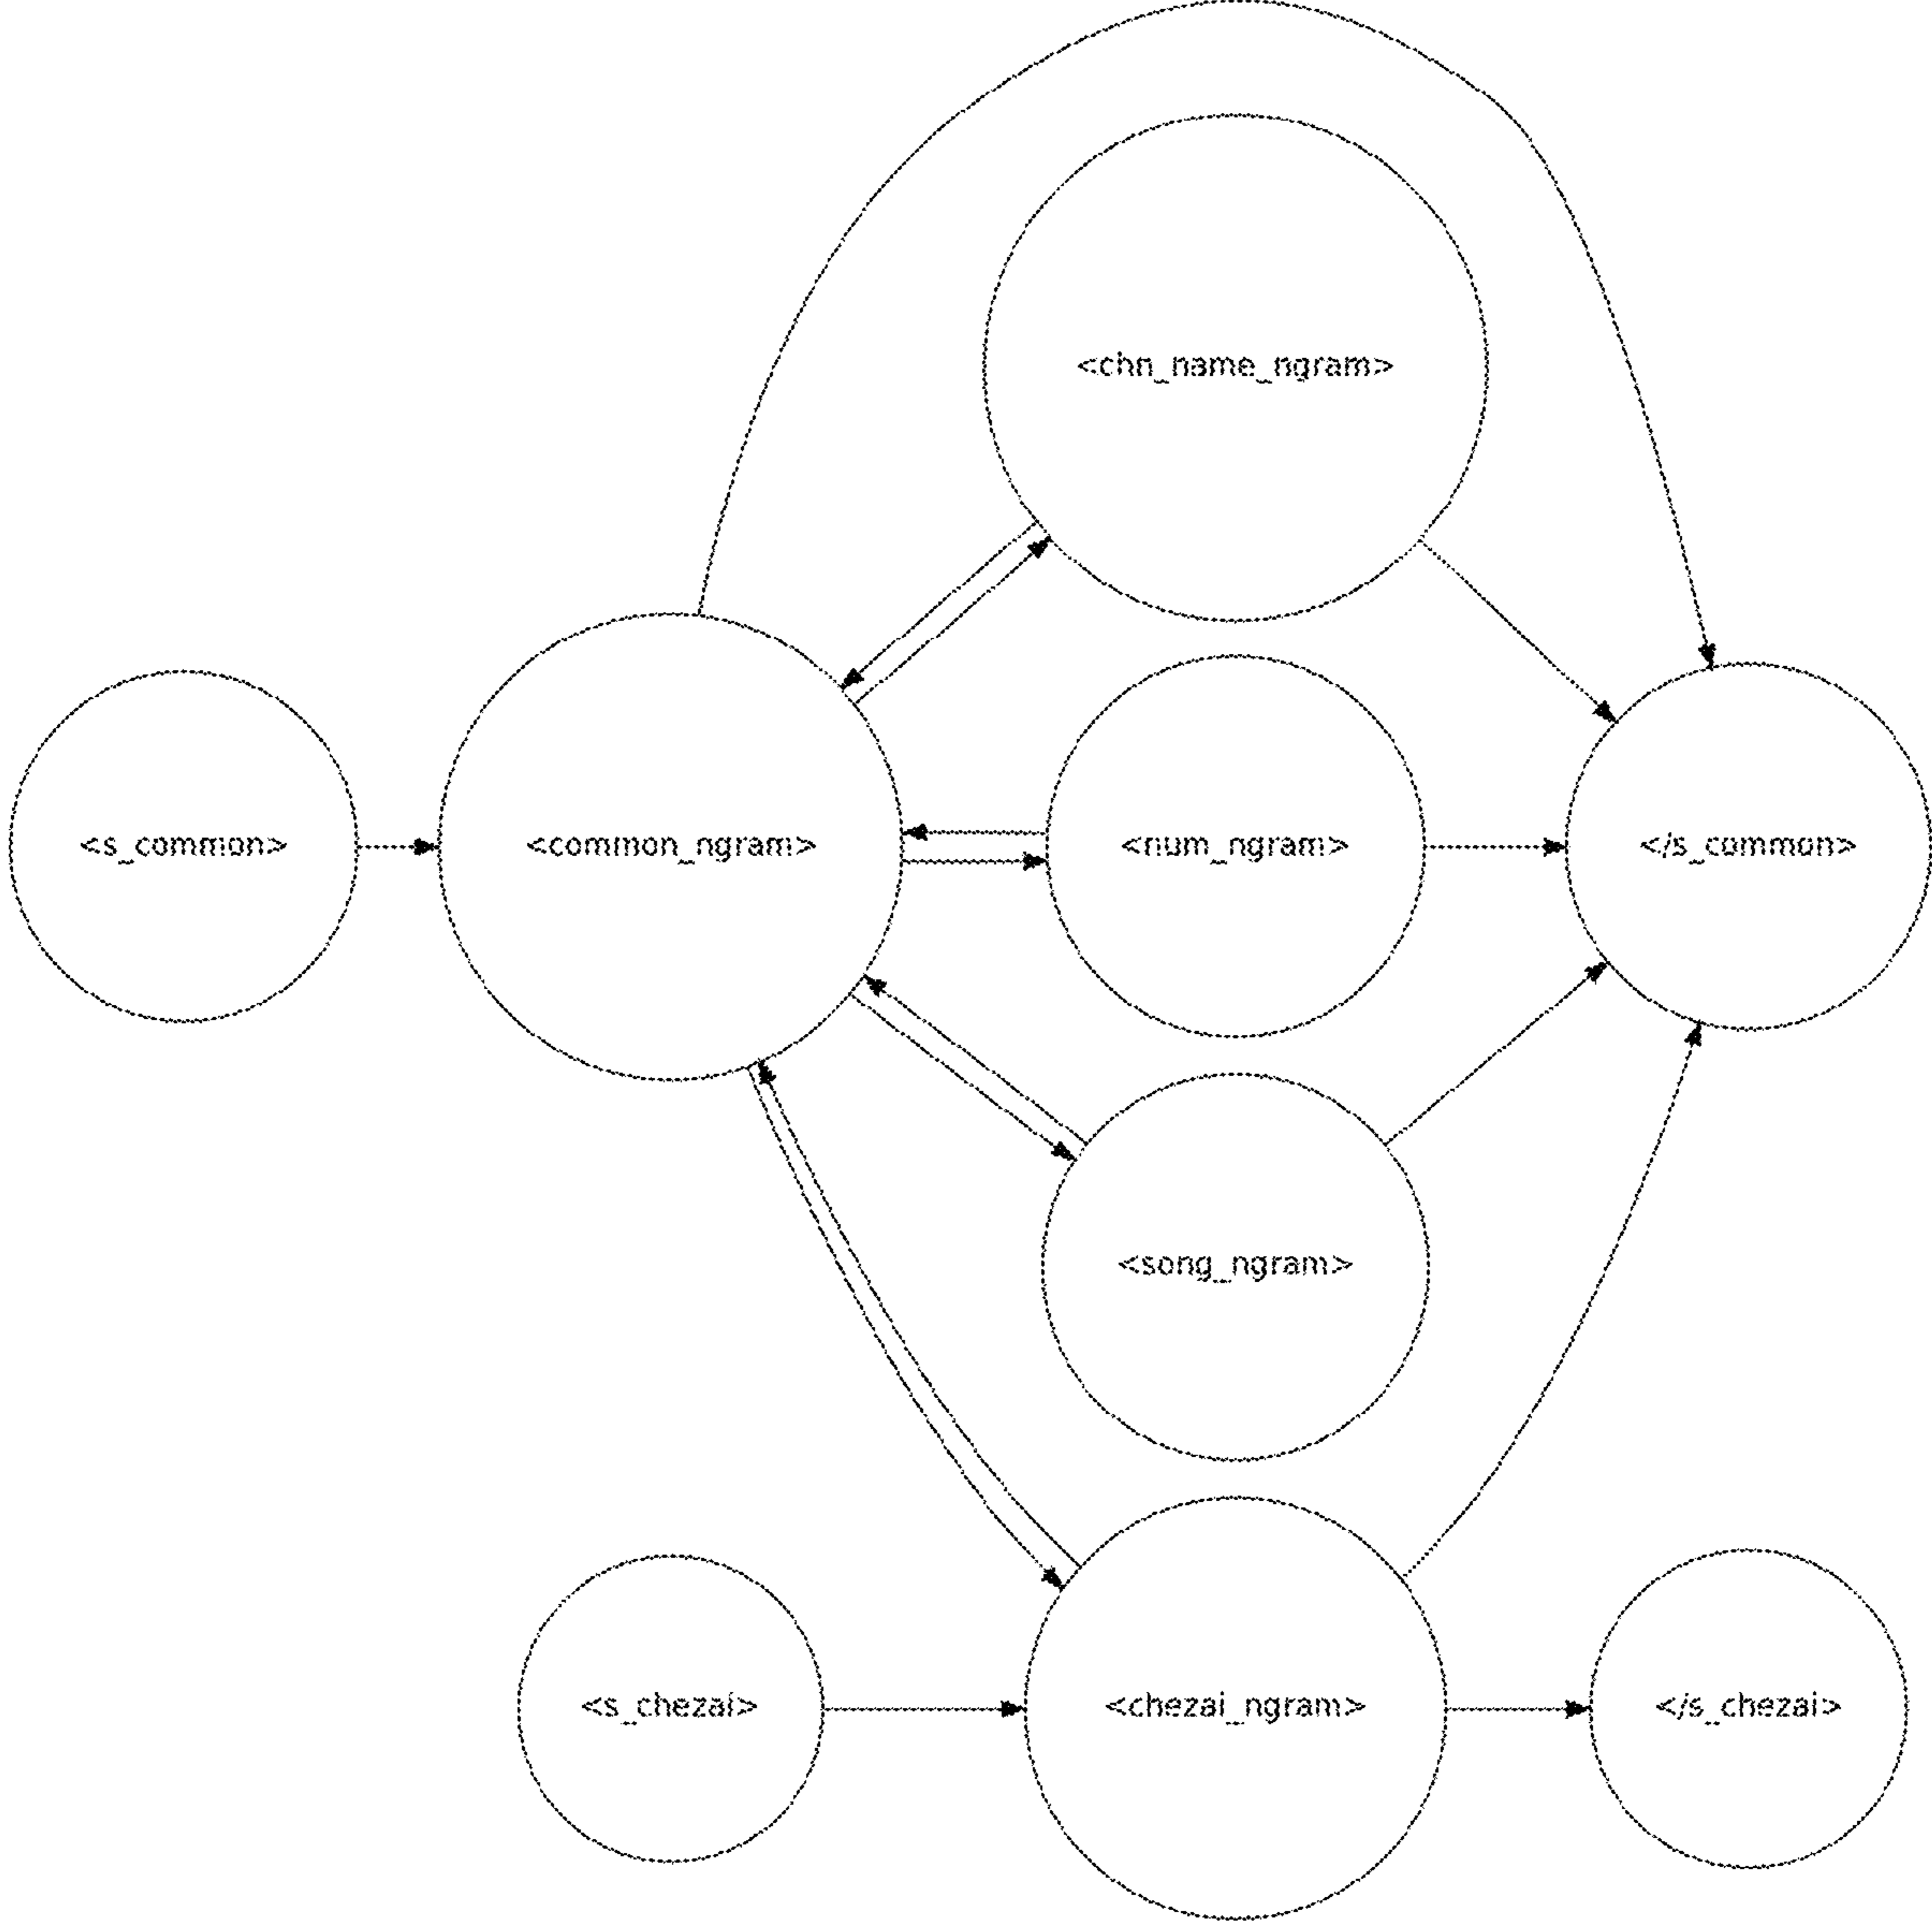 <chn_name_ngram>
<s_common>
<common_ngram>
<num_ngram>
</s_common>
<song_ngram>
<s_chezai>
<chezai_ngram>
</s_chezai>